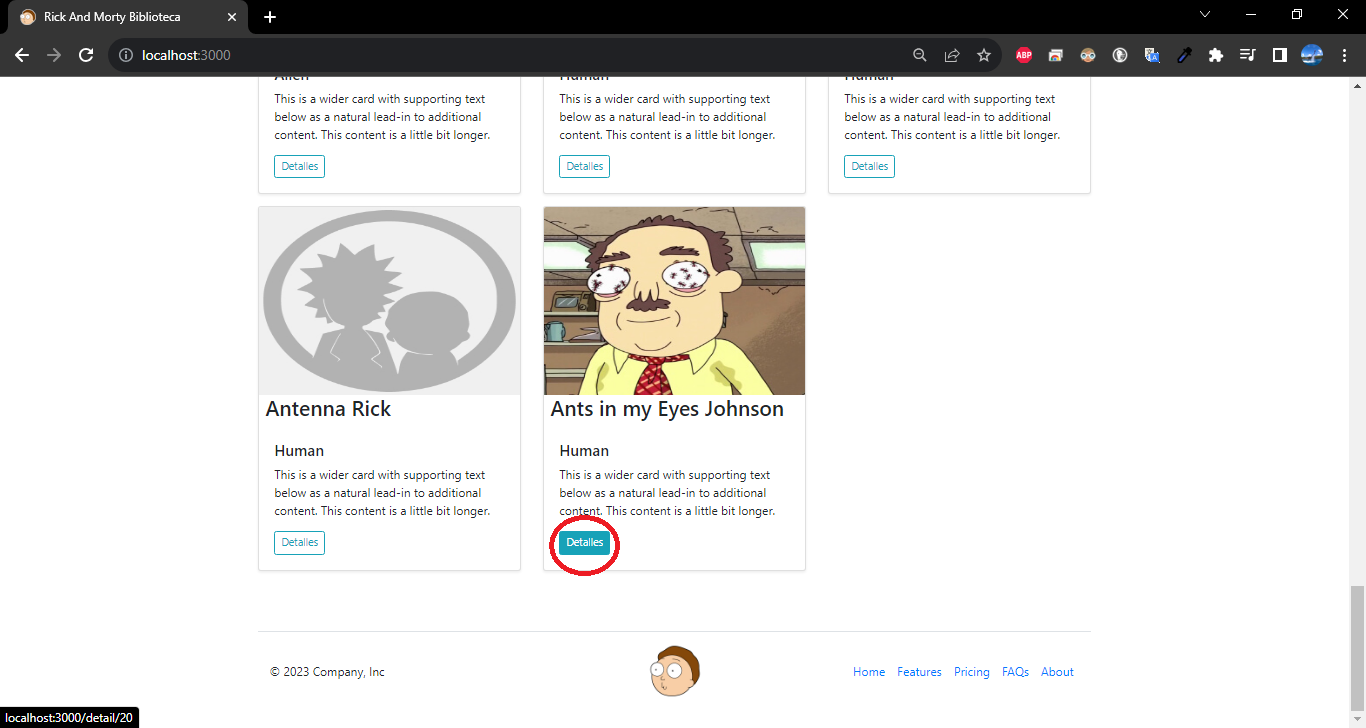 Rick And Morty Biblioteca
localhost:3000
ABP
Alien
Human
Human
This is a wider card with supporting text
below as a natural lead-in to additional
content. This content is a little bit longer.
Detalles
This is a wider card with supporting text
below as a natural lead-in to additional
content. This content is a little bit longer.
Detalles
This is a wider card with supporting text
below as a natural lead-in to additional
content. This content is a little bit longer.
Detalles
Antenna Rick
Human
This is a wider card with supporting text
below as a natural lead-in to additional
content. This content is a little bit longer.
Detalles
Ants in my Eyes Johnson
Human
This is a wider card with supporting text
below as a natural lead-in to additional
content. This content is a little bit longer.
Detalles
© 2023 Company, Inc
Home Features Pricing FAQs About
localhost:3000/detail/20